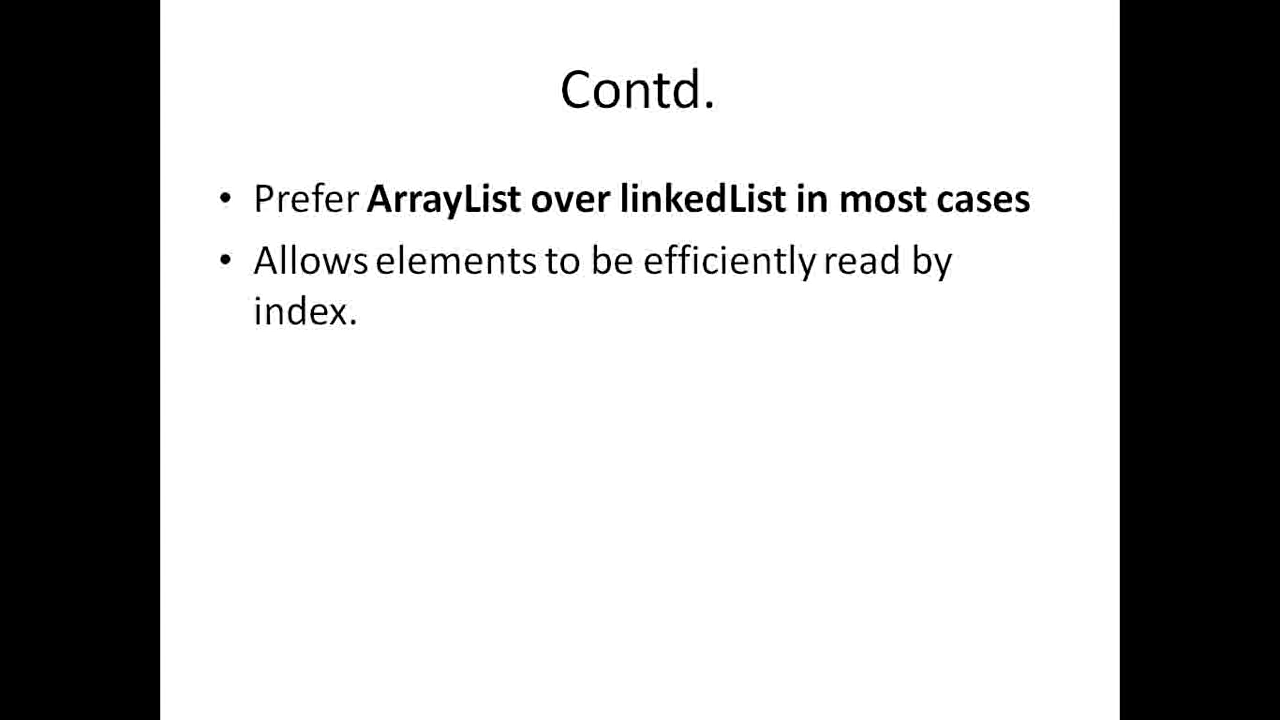 Contd.
• Prefer ArrayList over linkedList in most cases
• Allows elements to be efficiently read by
index.